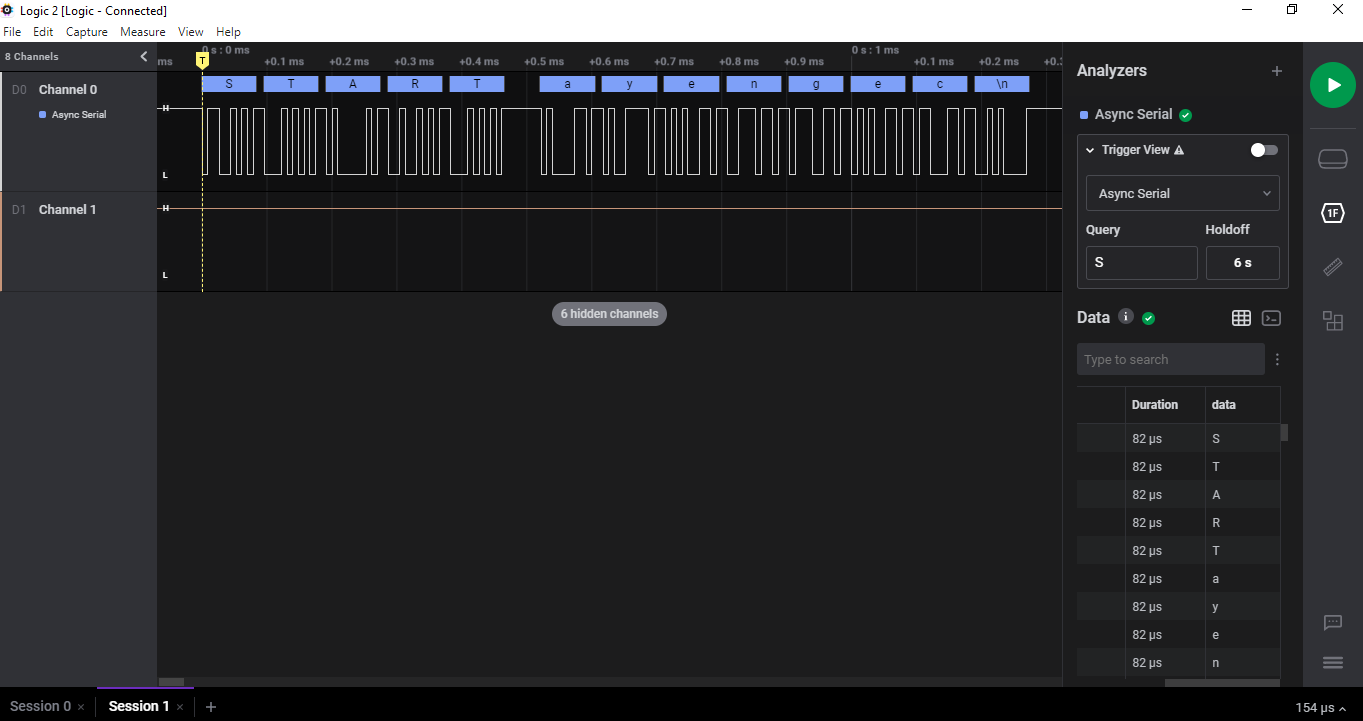 Logic 2 [Logic - Connected]
File Edit Capture Measure View Help
8 Channels
ms
0 s : 0 ms
+0.1 ms +0.2 ms +0.3 ms +0.4 ms +0.5 ms +0.6 ms +0.7 ms +0.8 ms +0.9 ms
0 s : 1 ms
+0.1 ms +0.2 ms +0.3
T
D0 Channel 0
Async Serial
S T A R T a y e n g e c \n
H
L
D1 Channel 1
H
L
6 hidden channels
Analyzers
Async Serial
Trigger View
Async Serial
Query Holdoff
S 6 s
Data
Type to search
Duration data
82 µs S
82 µs T
82 µs A
82 µs R
82 µs T
82 µs a
82 µs y
82 µs e
82 µs n
1F
Session 0 Session 1
154 µs